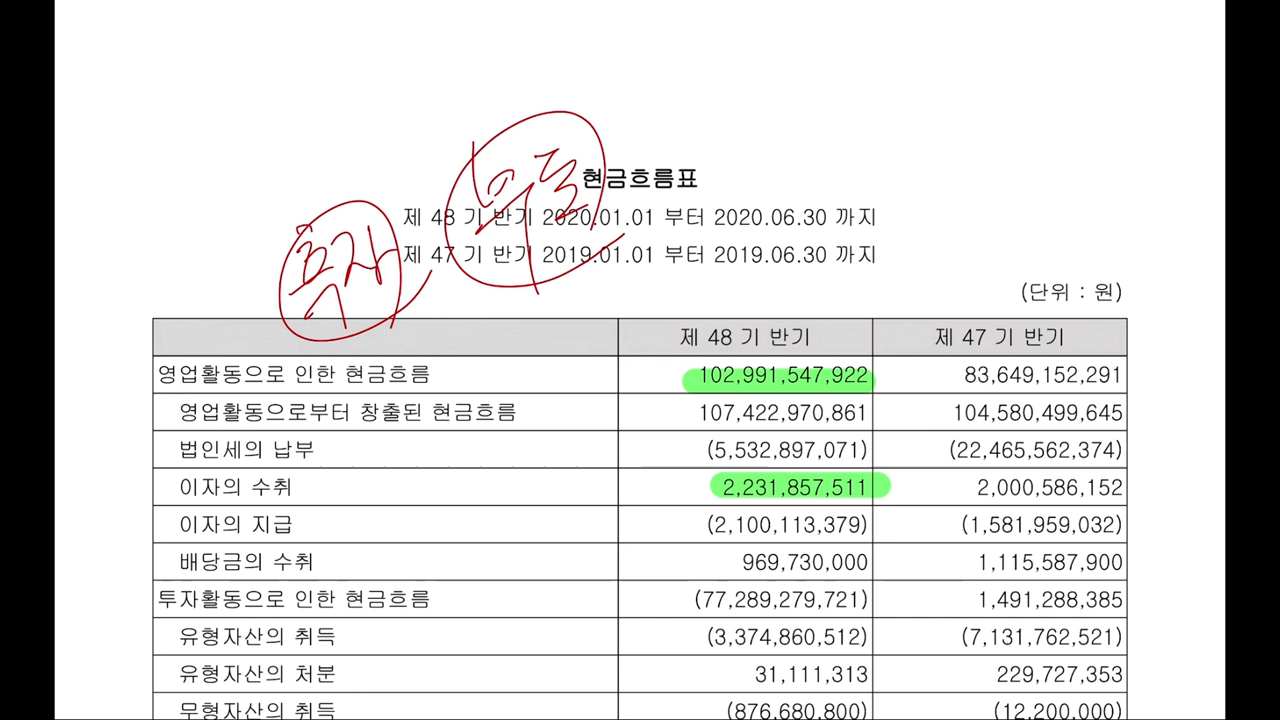 현금흐름표
제 48 기 반기 2020.01.01 부터 2020.06.30 까지
제 47 기 반기 2019.01.01 부터 2019.06.30 까지
(단위 : 원)
제 48 기 반기 제 47 기 반기
영업활동으로 인한 현금흐름 102,991,547,922 83,649,152,291
영업활동으로부터 창출된 현금흐름 107,422,970,861 104,580,499,645
법인세의 납부 (5,532,897,071) (22,465,562,374)
이자의 수취 2,231,857,511 2,000,586,152
이자의 지급 (2,100,113,379) (1,581,959,032)
배당금의 수취 969,730,000 1,115,587,900
투자활동으로 인한 현금흐름 (77,289,279,721) 1,491,288,385
유형자산의 취득 (3,374,860,512) (7,131,762,521)
유형자산의 처분 31,111,313 229,727,353
무형자산의 취득 (876,680,800) (12,200,000)